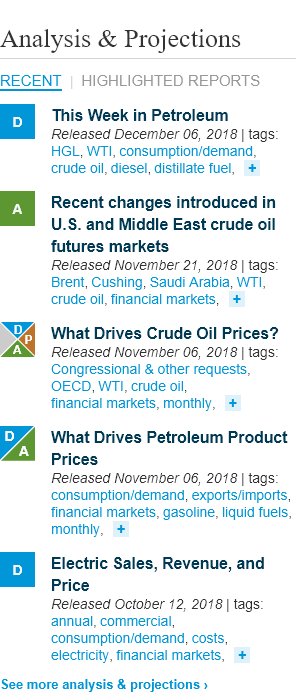 Analysis & Projections
RECENT | HIGHLIGHTED REPORTS
D
This Week in Petroleum
Released December 06, 2018 | tags:
HGL, WTI, consumption/demand,
crude oil, diesel, distillate fuel, +
A
Recent changes introduced in
U.S. and Middle East crude oil
futures markets
Released November 21, 2018 | tags:
Brent, Cushing, Saudi Arabia, WTI,
crude oil, financial markets, +
D
P
A
What Drives Crude Oil Prices?
Released November 06, 2018 | tags:
Congressional & other requests,
OECD, WTI, crude oil,
financial markets, monthly, +
D
A
What Drives Petroleum Product
Prices
Released November 06, 2018 | tags:
consumption/demand, exports/imports,
financial markets, gasoline, liquid fuels,
monthly, +
D
Electric Sales, Revenue, and
Price
Released October 12, 2018 | tags:
annual, commercial,
consumption/demand, costs,
electricity, financial markets, +
See more analysis & projections ›